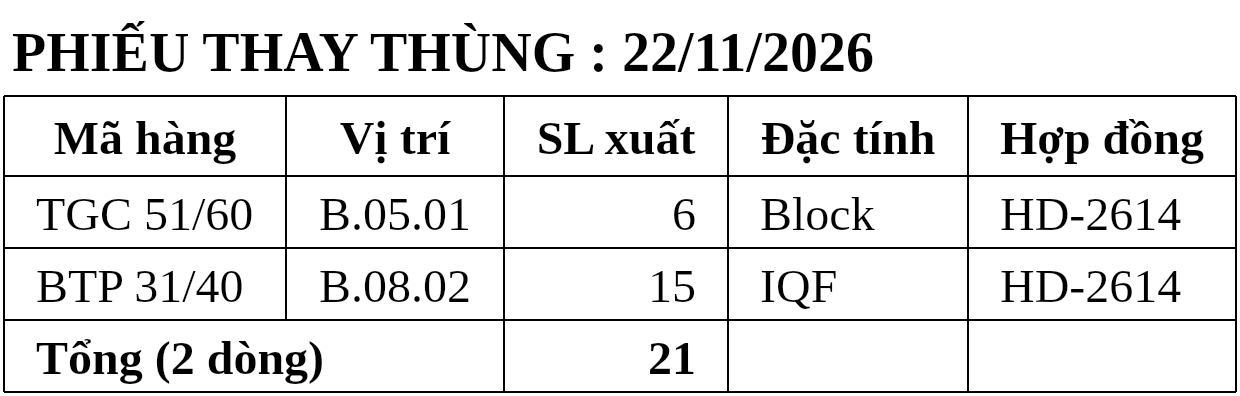 PHIẾU THAY THÙNG : 22/11/2026
Mã hàng Vị trí SL xuất Đặc tính Hợp đồng
TGC 51/60 B.05.01 6 Block HD-2614
BTP 31/40 B.08.02 15 IQF HD-2614
Tổng (2 dòng) 21